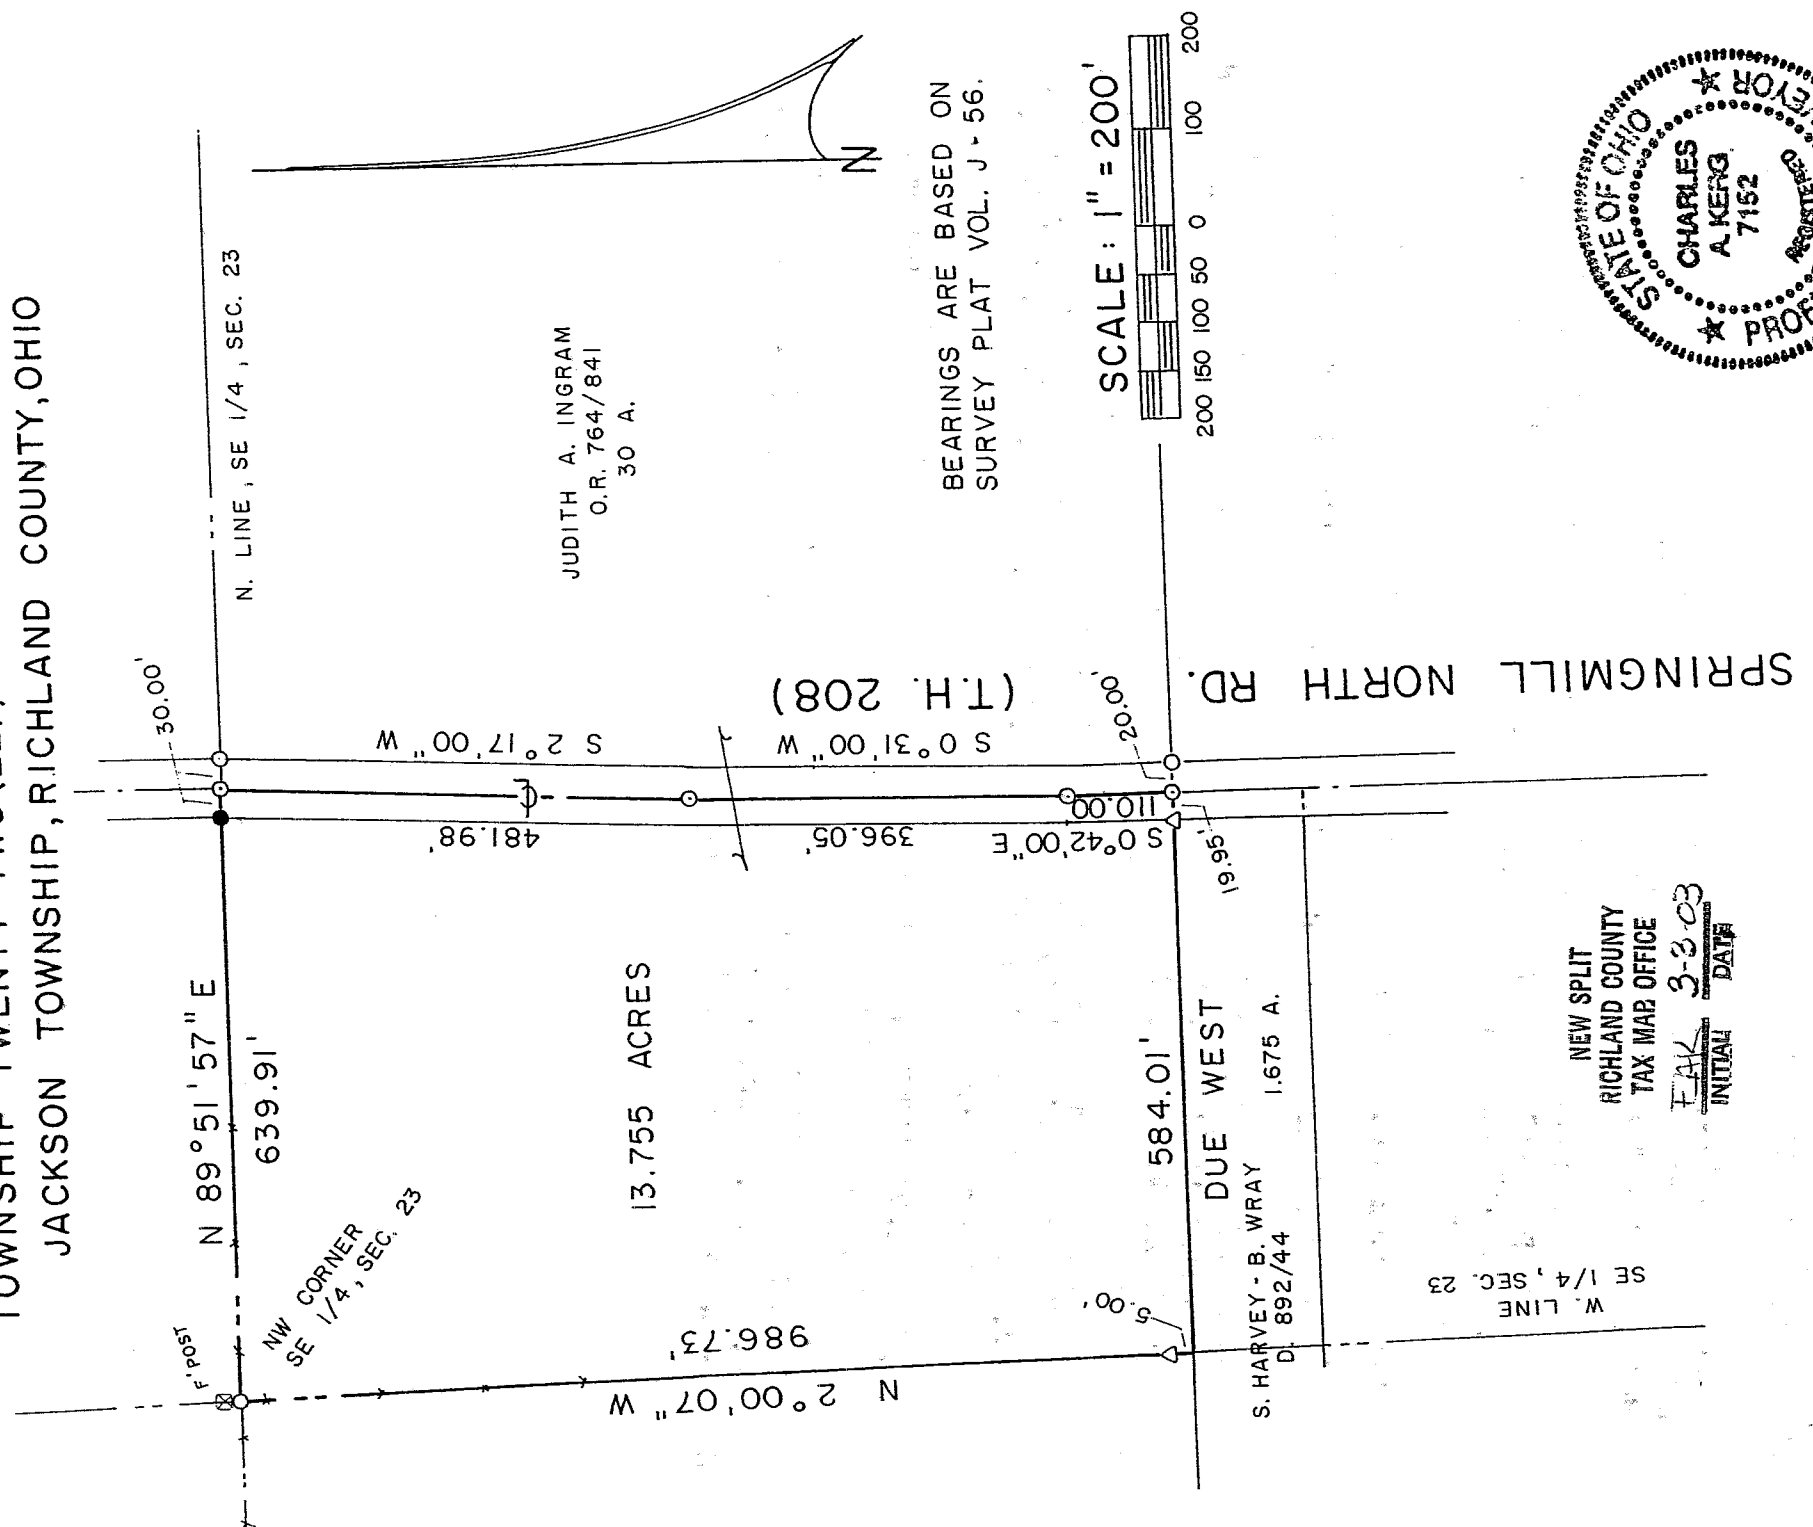 JACKSON TOWNSHIP, RICHLAND COUNTY, OHIO
N. LINE, SE 1/4, SEC. 23
30.00'
N 89°51'57" E
639.91'
F'POST
NW CORNER
SE 1/4, SEC. 23
JUDITH A. INGRAM
O.R. 764/841
30 A.
N
BEARINGS ARE BASED ON
SURVEY PLAT VOL. J-56.
SCALE: 1" = 200'
200 150 100 50 0 100 200
S 2°17'00" W
481.98'
S 0°31'00" W
396.05'
S 0°42'00" E
110.00
(T.H. 208)
SPRINGMILL NORTH RD.
20.00'
19.95'
13.755 ACRES
584.01'
DUE WEST
N 2°00'07" W
986.73'
5.00'
S. HARVEY - B. WRAY 1.675 A.
D. 892/44
W. LINE
SE 1/4, SEC. 23
NEW SPLIT
RICHLAND COUNTY
TAX MAP OFFICE
3-3-03
INITIAL DATE
STATE OF OHIO
CHARLES
A. KERG
7152